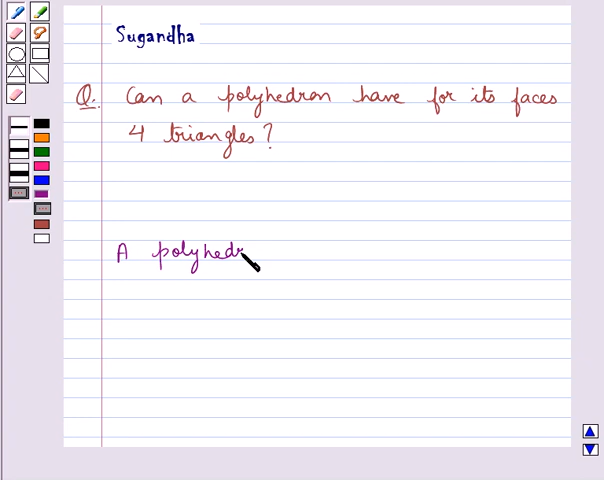 Sugandha
Q. Can a polyhedron have for its faces
4 triangles?
A polyhedr